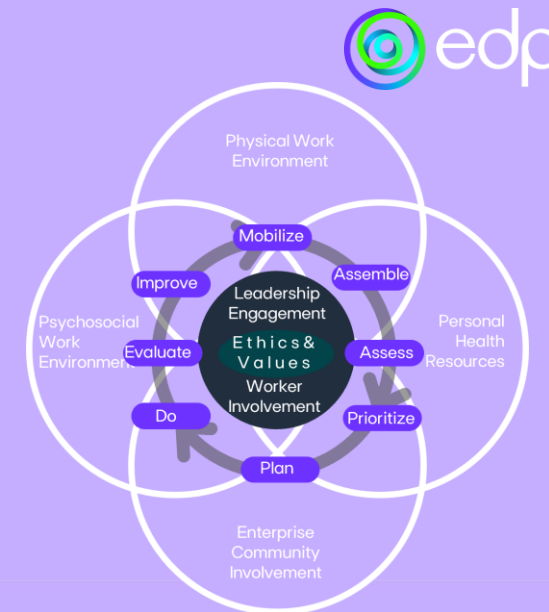 edp
Physical Work
Environment
Mobilize
Improve
Assemble
Leadership
Engagement
Psychosocial
Work
Environment
Personal
Health
Resources
Evaluate
Ethics &
Values
Assess
Worker
Involvement
Do
Prioritize
Plan
Enterprise
Community
Involvement